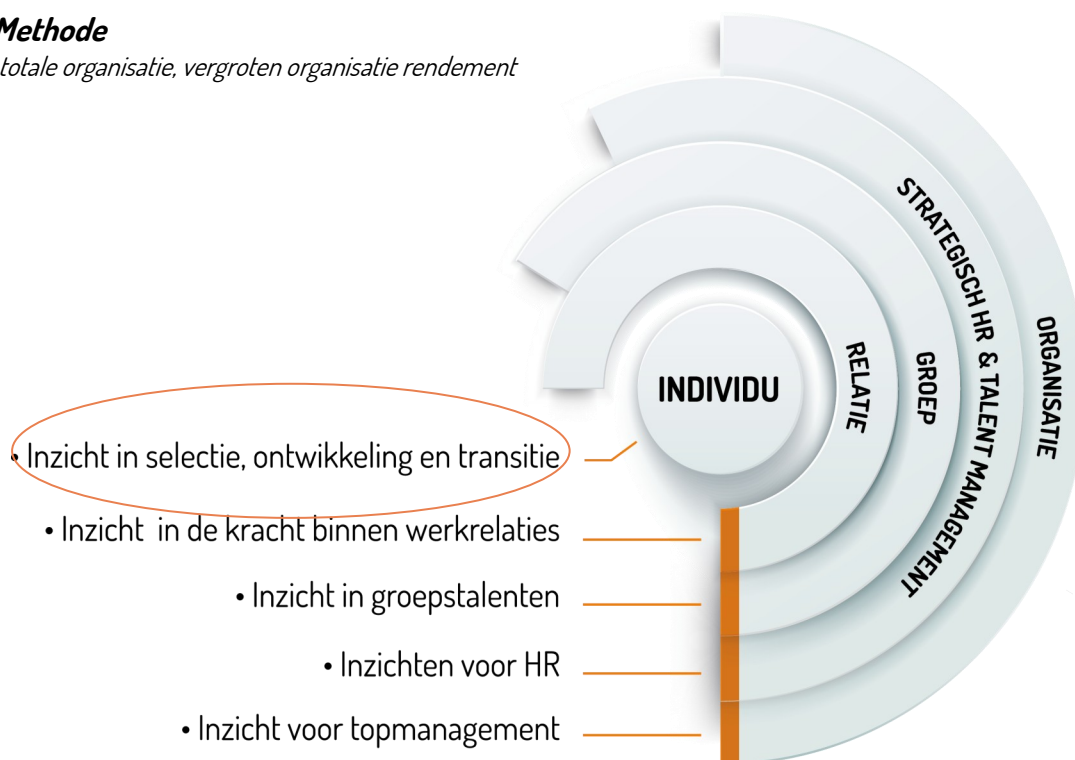 Methode
totale organisatie, vergroten organisatie rendement
INDIVIDU
RELATIE
GROEP
STRATEGISCH HR & TALENT MANAGEMENT
ORGANISATIE
• Inzicht in selectie, ontwikkeling en transitie
• Inzicht in de kracht binnen werkrelaties
• Inzicht in groepstalenten
• Inzichten voor HR
• Inzicht voor topmanagement